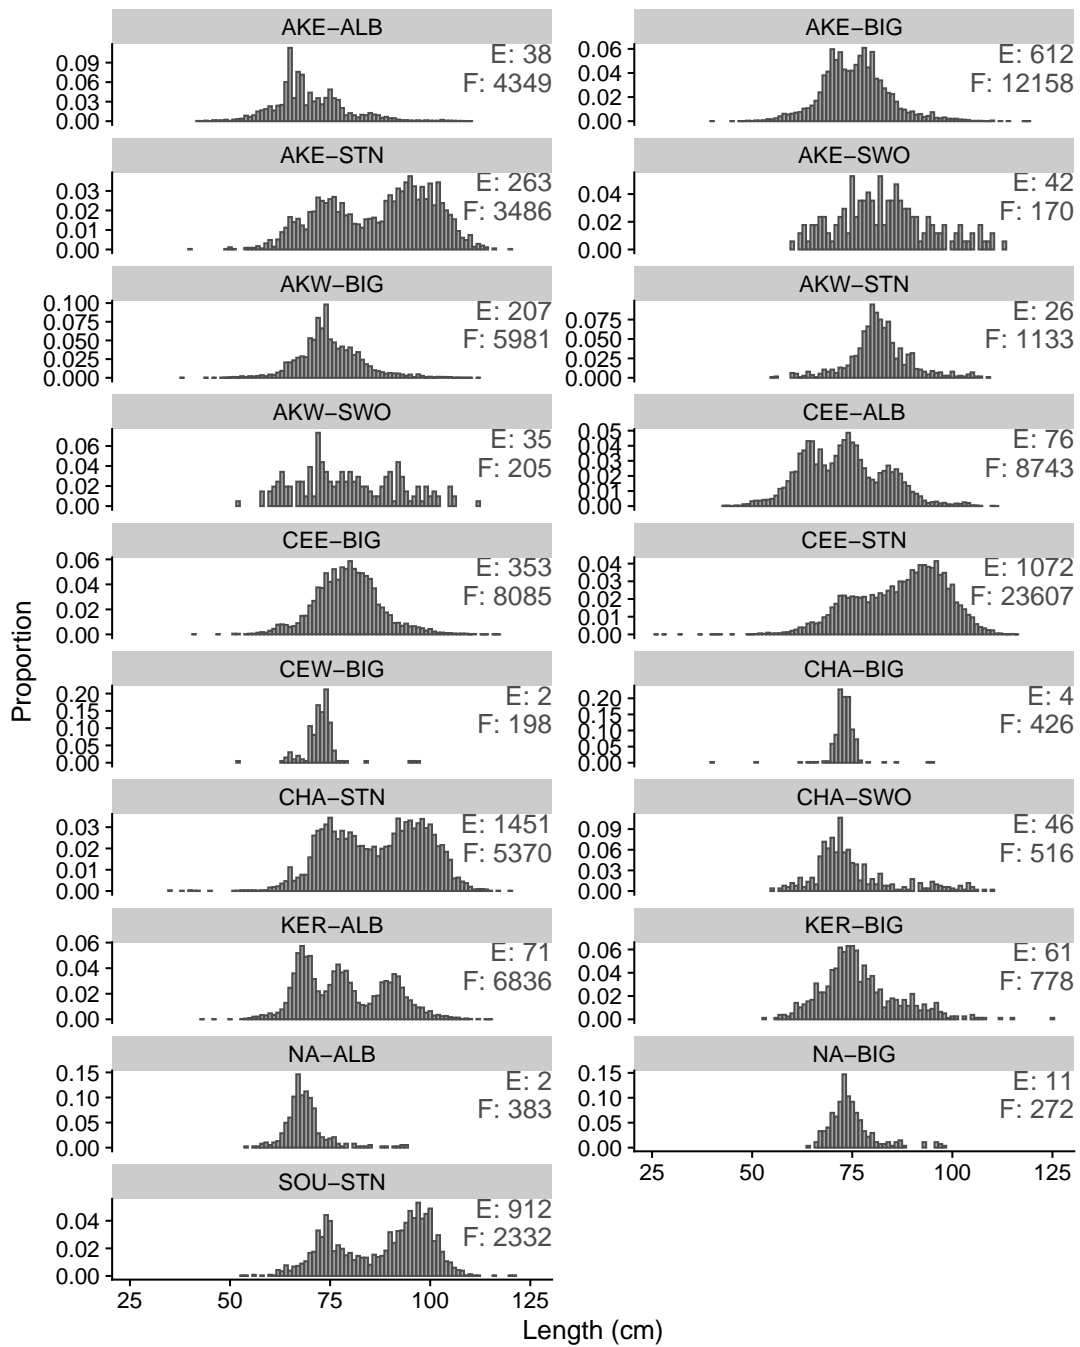 AKE−ALB
0.09
0.06
0.03
0.00
E: 38
F: 4349
AKE−BIG
0.06
0.04
0.02
0.00
E: 612
F: 12158
AKE−STN
0.03
0.02
0.01
0.00
E: 263
F: 3486
AKE−SWO
0.04
0.02
0.00
E: 42
F: 170
AKW−BIG
0.100
0.075
0.050
0.025
0.000
E: 207
F: 5981
AKW−STN
0.075
0.050
0.025
0.000
E: 26
F: 1133
AKW−SWO
0.06
0.04
0.02
0.00
E: 35
F: 205
CEE−ALB
0.05
0.04
0.03
0.02
0.01
0.00
E: 76
F: 8743
CEE−BIG
0.06
0.04
0.02
0.00
E: 353
F: 8085
CEE−STN
0.04
0.03
0.02
0.01
0.00
E: 1072
F: 23607
CEW−BIG
0.20
0.15
0.10
0.05
0.00
E: 2
F: 198
CHA−BIG
0.20
0.15
0.10
0.05
0.00
E: 4
F: 426
CHA−STN
0.03
0.02
0.01
0.00
E: 1451
F: 5370
CHA−SWO
0.09
0.06
0.03
0.00
E: 46
F: 516
KER−ALB
0.06
0.04
0.02
0.00
E: 71
F: 6836
KER−BIG
0.06
0.04
0.02
0.00
E: 61
F: 778
NA−ALB
0.15
0.10
0.05
0.00
E: 2
F: 383
NA−BIG
0.15
0.10
0.05
0.00
E: 11
F: 272
25 50 75 100 125
SOU−STN
0.04
0.02
0.00
E: 912
F: 2332
25 50 75 100 125
Proportion
Length (cm)